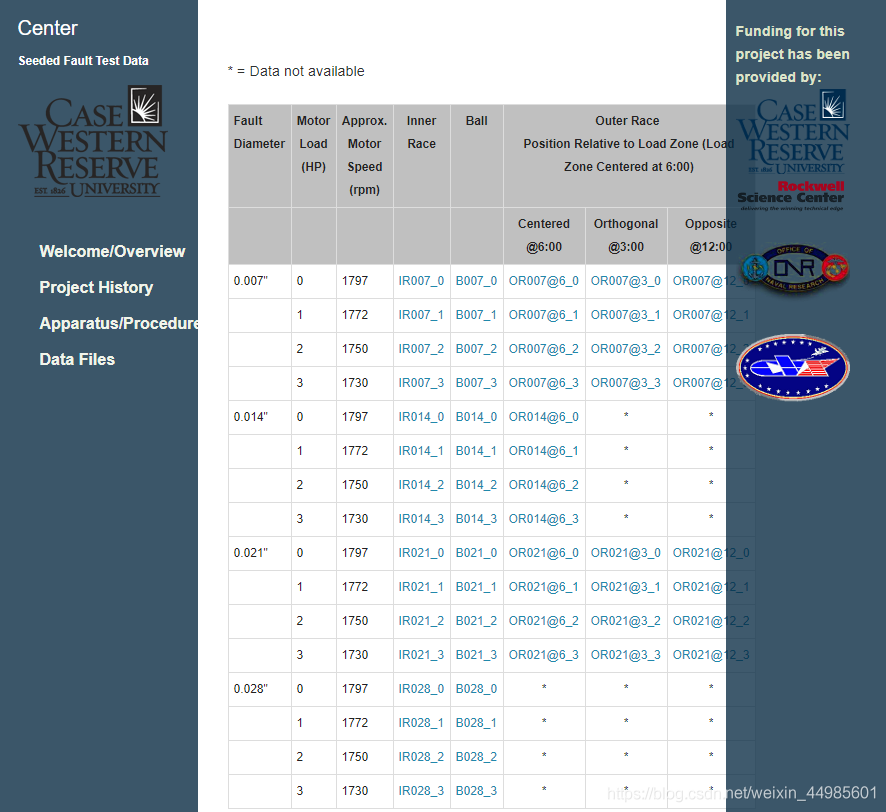 Center
Seeded Fault Test Data
CASE
WESTERN
RESERVE
EST. 1826 UNIVERSITY
Welcome/Overview
Project History
Apparatus/Procedure
Data Files
* = Data not available
Fault Diameter Motor Load (HP) Approx. Motor Speed (rpm) Inner Race Ball Outer Race Position Relative to Load Zone (Load Zone Centered at 6:00)
Centered @6:00 Orthogonal @3:00 Opposite @12:00
0.007" 0 1797 IR007_0 B007_0 OR007@6_0 OR007@3_0 OR007@12_0
1 1772 IR007_1 B007_1 OR007@6_1 OR007@3_1 OR007@12_1
2 1750 IR007_2 B007_2 OR007@6_2 OR007@3_2 OR007@12_2
3 1730 IR007_3 B007_3 OR007@6_3 OR007@3_3 OR007@12_3
0.014" 0 1797 IR014_0 B014_0 OR014@6_0 * *
1 1772 IR014_1 B014_1 OR014@6_1 * *
2 1750 IR014_2 B014_2 OR014@6_2 * *
3 1730 IR014_3 B014_3 OR014@6_3 * *
0.021" 0 1797 IR021_0 B021_0 OR021@6_0 OR021@3_0 OR021@12_0
1 1772 IR021_1 B021_1 OR021@6_1 OR021@3_1 OR021@12_1
2 1750 IR021_2 B021_2 OR021@6_2 OR021@3_2 OR021@12_2
3 1730 IR021_3 B021_3 OR021@6_3 OR021@3_3 OR021@12_3
0.028" 0 1797 IR028_0 B028_0 * * *
1 1772 IR028_1 B028_1 * * *
2 1750 IR028_2 B028_2 * * *
3 1730 IR028_3 B028_3 * * *
Funding for this
project has been
provided by:
CASE
WESTERN
RESERVE
EST. 1826 UNIVERSITY
Rockwell
Science Center
delivering the winning technical edge
OFFICE OF
ONR
NAVAL RESEARCH
https://blog.csdn.net/weixin_44985601